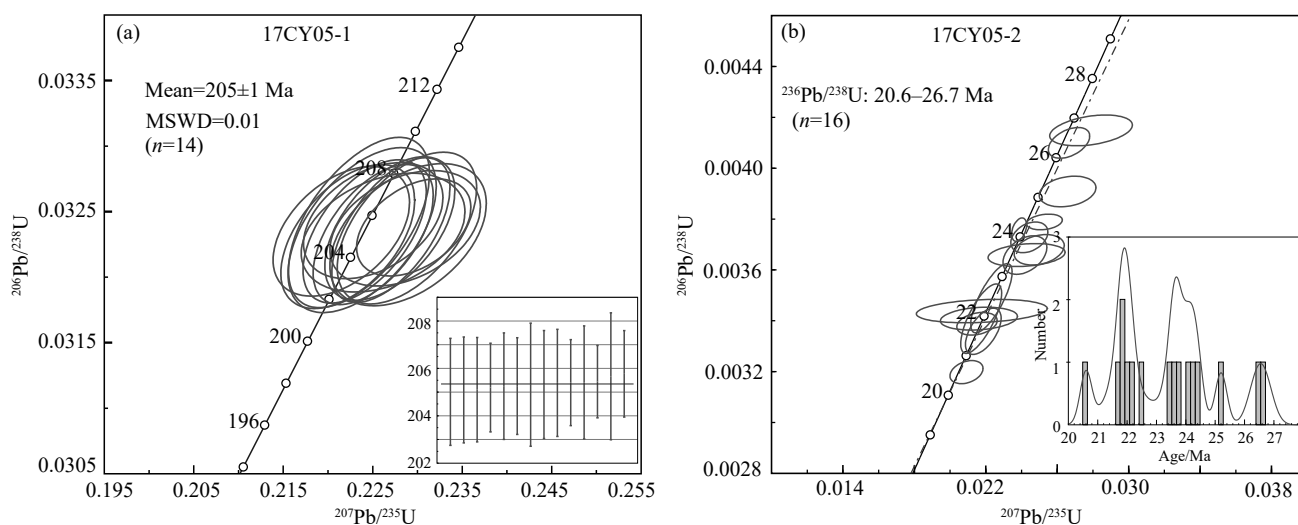 (a)
17CY05-1
Mean=205±1 Ma
MSWD=0.01
(n=14)
212
208
204
200
196
0.0335
0.0325
0.0315
0.0305
²⁰⁶Pb/²³⁸U
0.195
0.205
0.215
0.225
0.235
0.245
0.255
²⁰⁷Pb/²³⁵U
208
207
206
205
204
203
202
(b)
17CY05-2
²³⁶Pb/²³⁸U: 20.6–26.7 Ma
(n=16)
28
26
24
22
20
0.0044
0.0040
0.0036
0.0032
0.0028
²⁰⁶Pb/²³⁸U
0.014
0.022
0.030
0.038
²⁰⁷Pb/²³⁵U
3
2
1
0
Number
20 21 22 23 24 25 26 27
Age/Ma